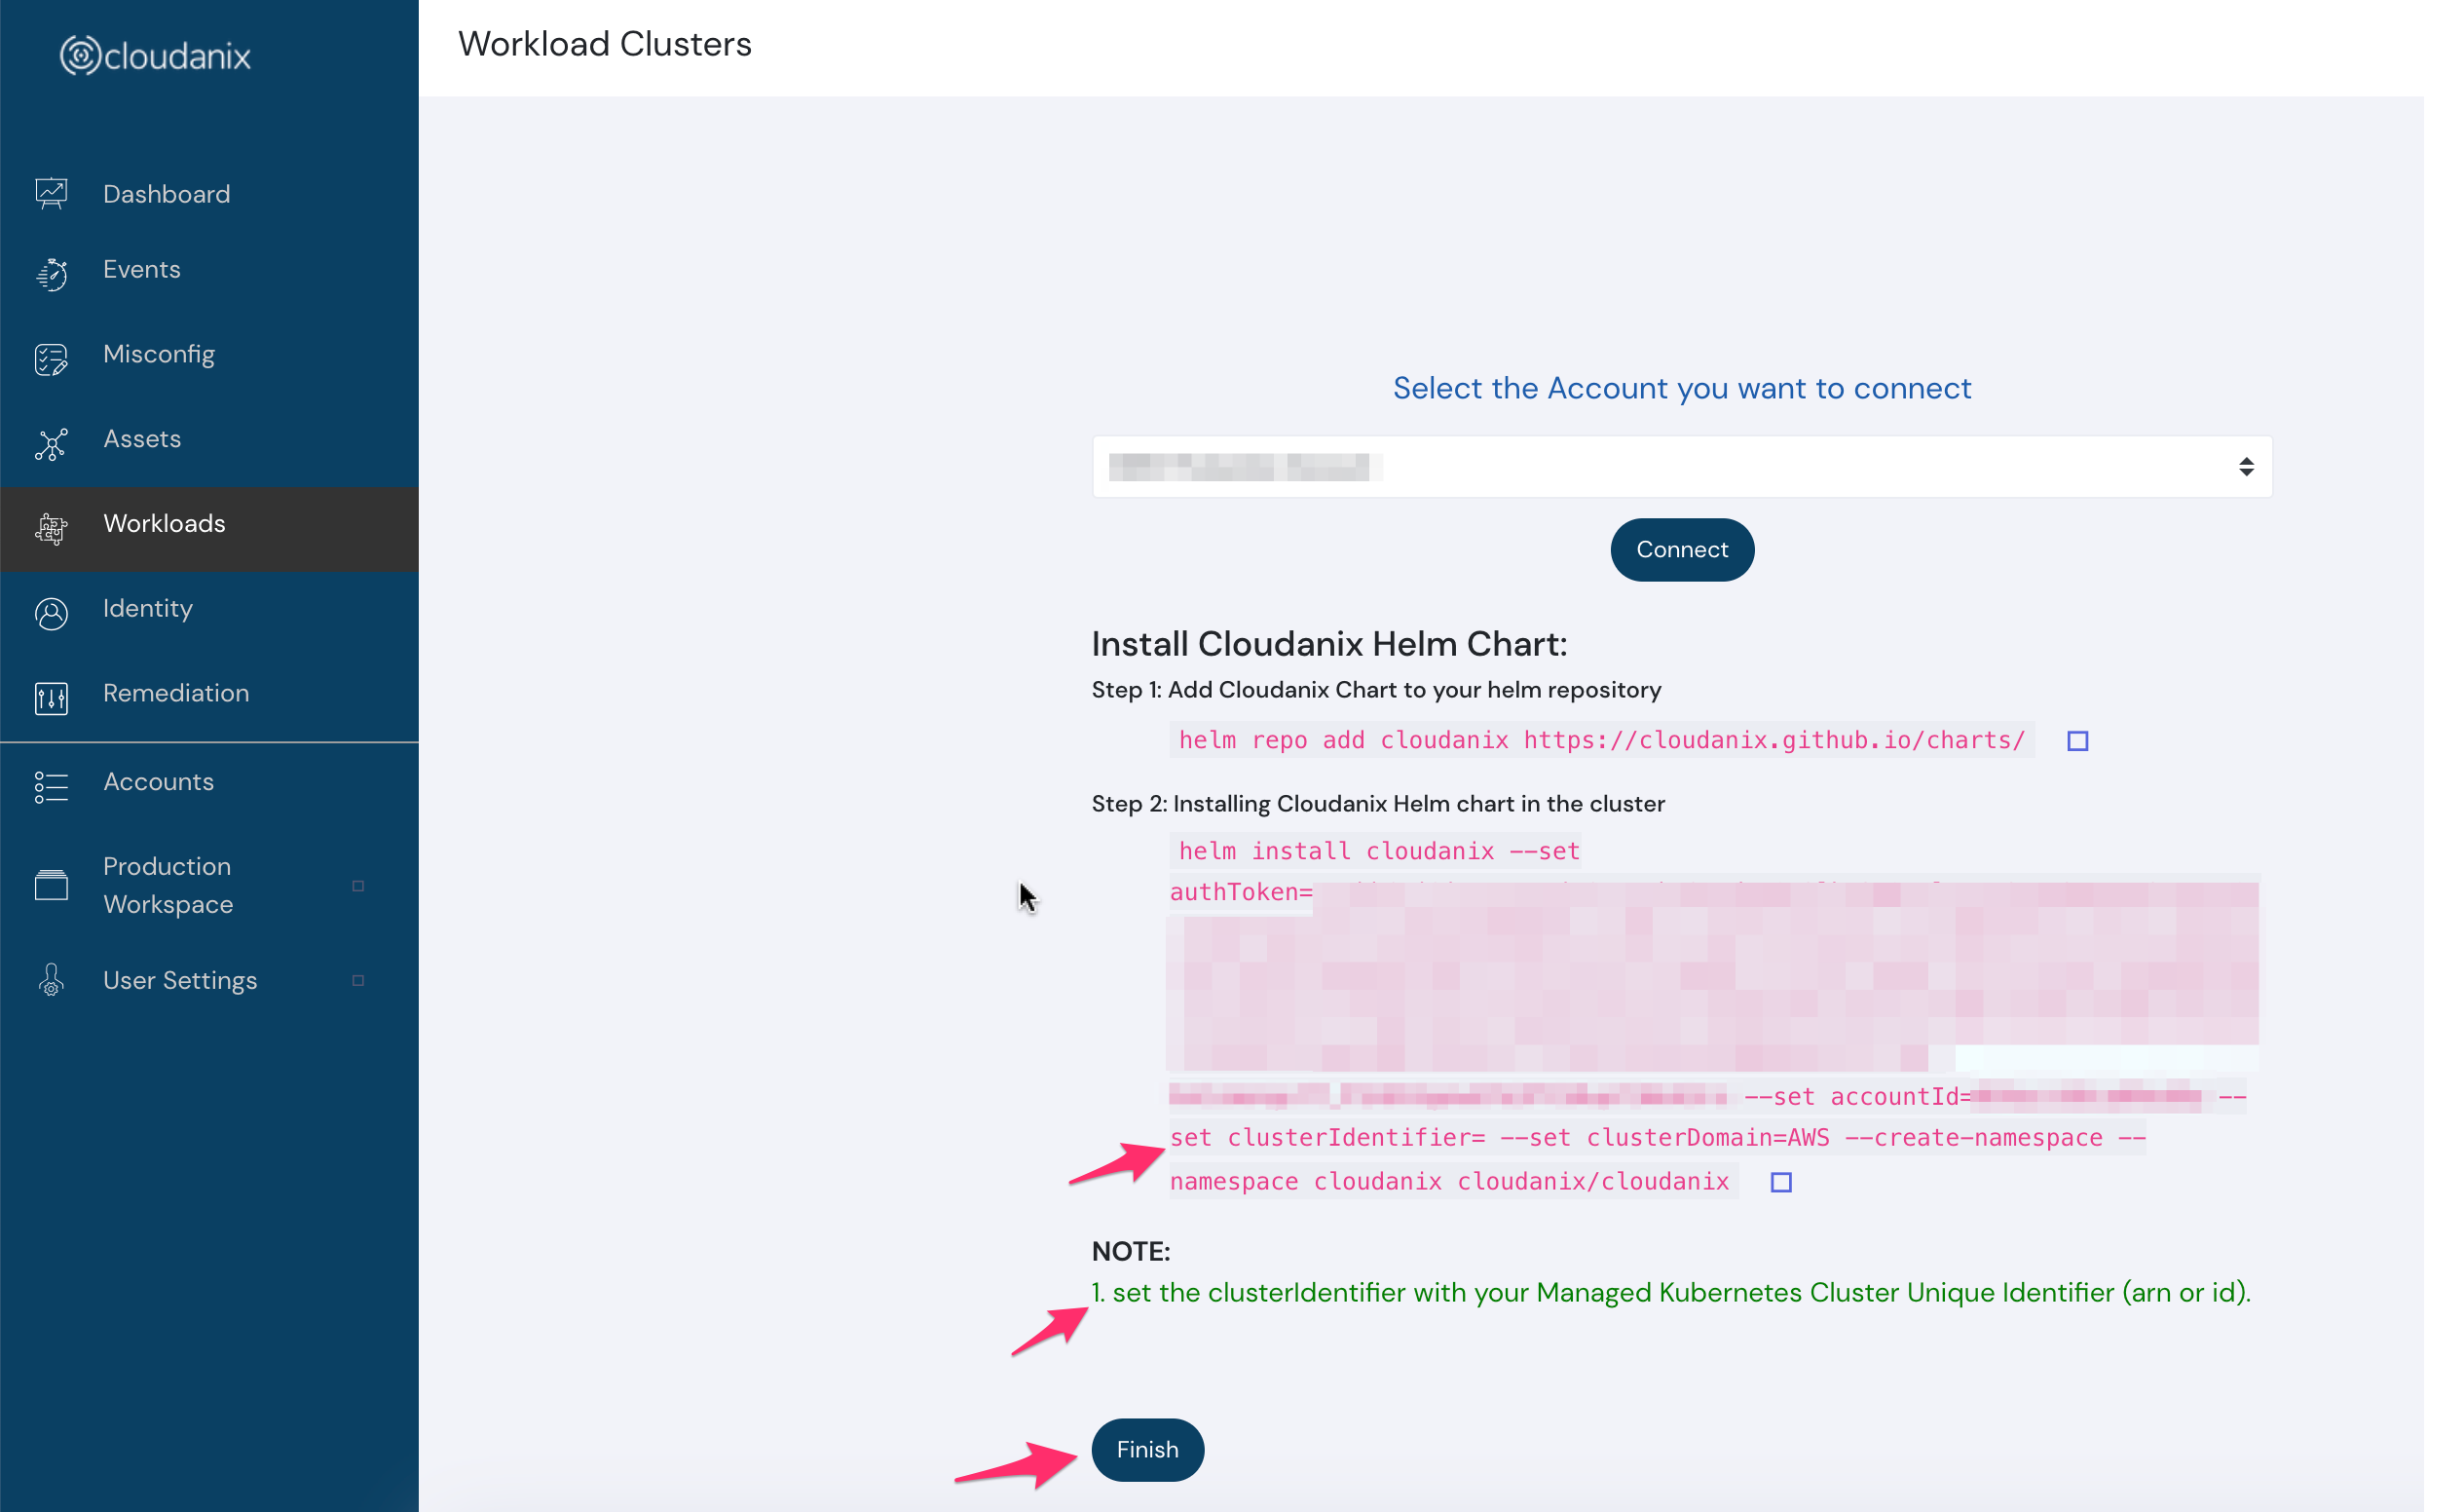 cloudanix
Workload Clusters
Dashboard
Events
Misconfig
Assets
Workloads
Identity
Remediation
Accounts
Production
Workspace
User Settings
Select the Account you want to connect
Connect
Install Cloudanix Helm Chart:
Step 1: Add Cloudanix Chart to your helm repository
helm repo add cloudanix https://cloudanix.github.io/charts/
Step 2: Installing Cloudanix Helm chart in the cluster
helm install cloudanix --set
authToken=
--set accountId= --
set clusterIdentifier= --set clusterDomain=AWS --create-namespace --
namespace cloudanix cloudanix/cloudanix
NOTE:
1. set the clusterIdentifier with your Managed Kubernetes Cluster Unique Identifier (arn or id).
Finish